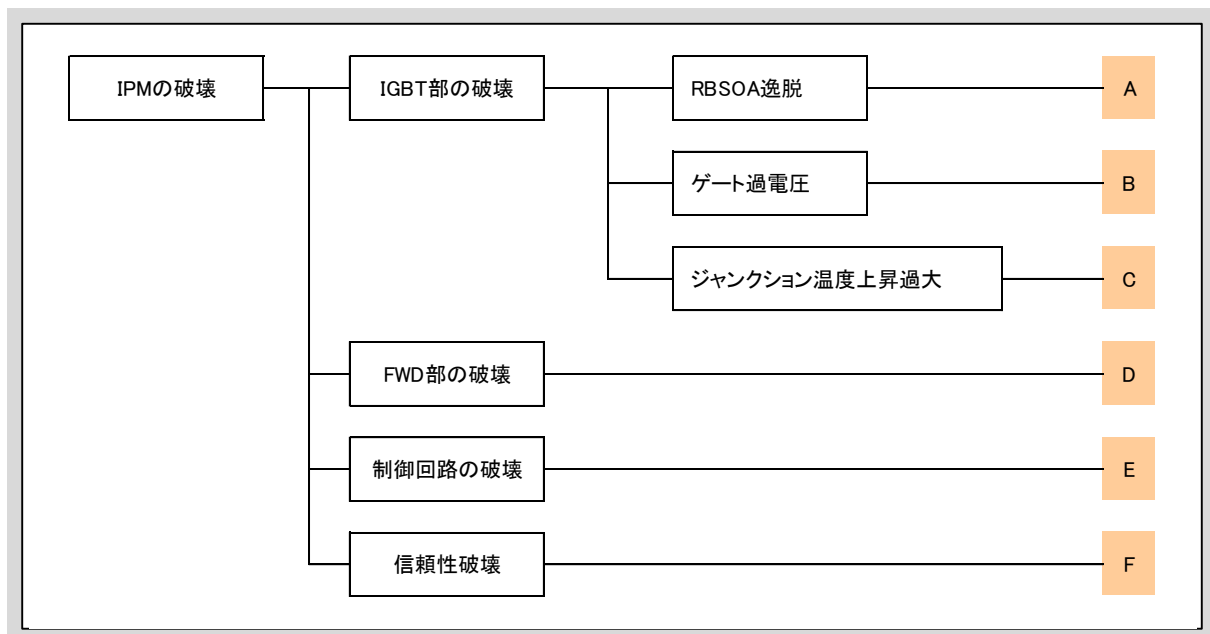 IPMの破壊
IGBT部の破壊
RBSOA逸脱
A
ゲート過電圧
B
ジャンクション温度上昇過大
C
FWD部の破壊
D
制御回路の破壊
E
信頼性破壊
F